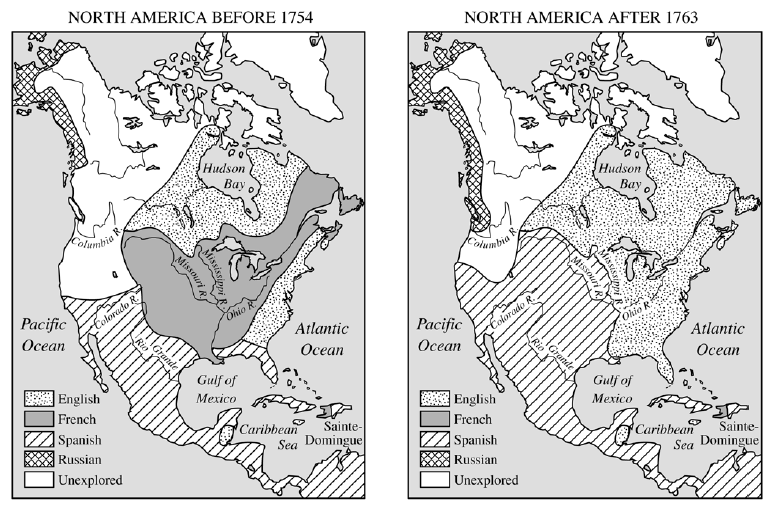 NORTH AMERICA BEFORE 1754
Hudson
Bay
Columbia R.
Missouri R.
Mississippi R.
Ohio R.
Colorado R.
Rio Grande
Pacific
Ocean
Atlantic
Ocean
Gulf of
Mexico
Caribbean
Sea
Sainte-
Domingue
English
French
Spanish
Russian
Unexplored
NORTH AMERICA AFTER 1763
Hudson
Bay
Columbia R.
Missouri R.
Mississippi R.
Ohio R.
Colorado R.
Rio Grande
Pacific
Ocean
Atlantic
Ocean
Gulf of
Mexico
Caribbean
Sea
Sainte-
Domingue
English
French
Spanish
Russian
Unexplored